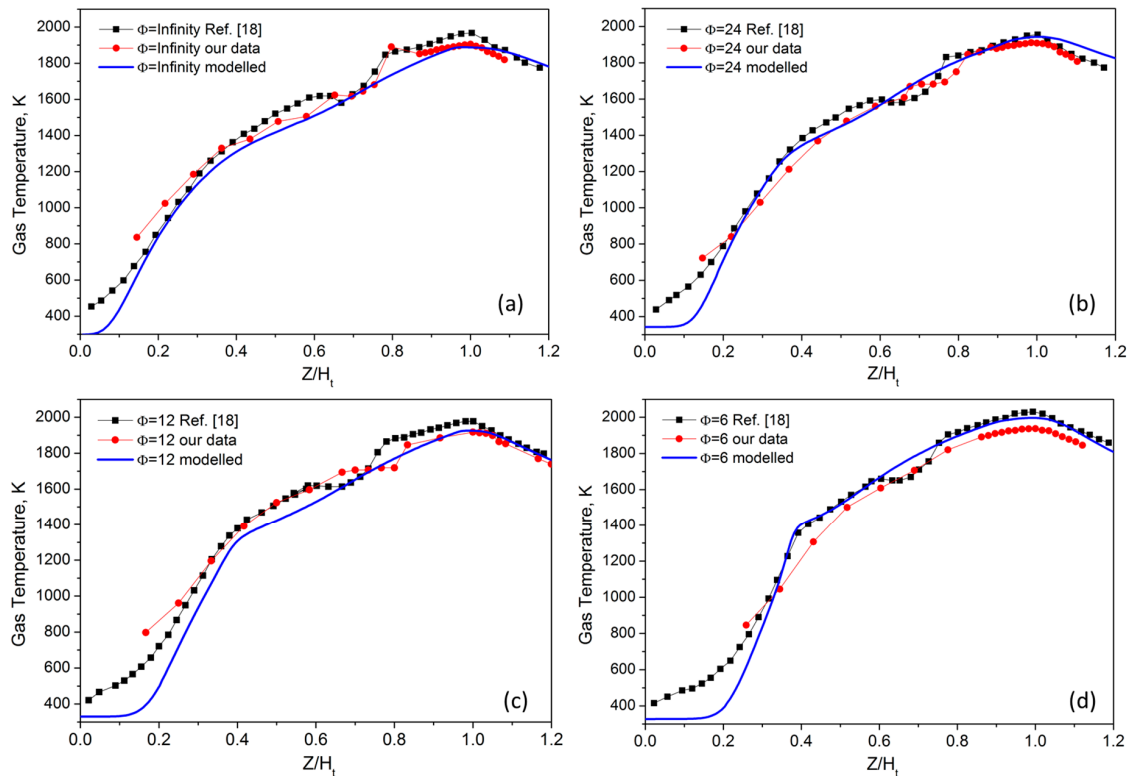 Φ=Infinity Ref. [18]
Φ=Infinity our data
Φ=Infinity modelled
Gas Temperature, K
2000
1800
1600
1400
1200
1000
800
600
400
0.0 0.2 0.4 0.6 0.8 1.0 1.2
Z/Ht
(a)
Φ=24 Ref. [18]
Φ=24 our data
Φ=24 modelled
Gas Temperature, K
2000
1800
1600
1400
1200
1000
800
600
400
0.0 0.2 0.4 0.6 0.8 1.0 1.2
Z/Ht
(b)
Φ=12 Ref. [18]
Φ=12 our data
Φ=12 modelled
Gas Temperature, K
2000
1800
1600
1400
1200
1000
800
600
400
0.0 0.2 0.4 0.6 0.8 1.0 1.2
Z/Ht
(c)
Φ=6 Ref. [18]
Φ=6 our data
Φ=6 modelled
Gas Temperature, K
2000
1800
1600
1400
1200
1000
800
600
400
0.0 0.2 0.4 0.6 0.8 1.0 1.2
Z/Ht
(d)